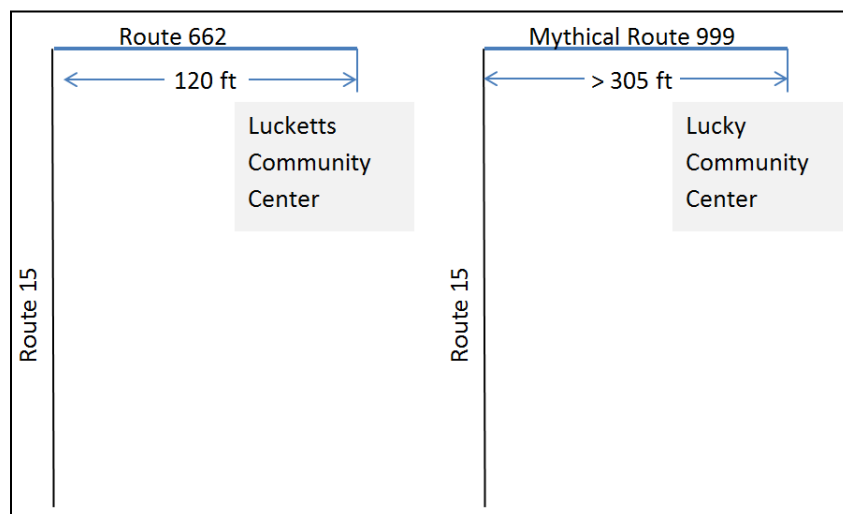 Route 662
120 ft
Lucketts
Community
Center
Route 15
Mythical Route 999
> 305 ft
Lucky
Community
Center
Route 15